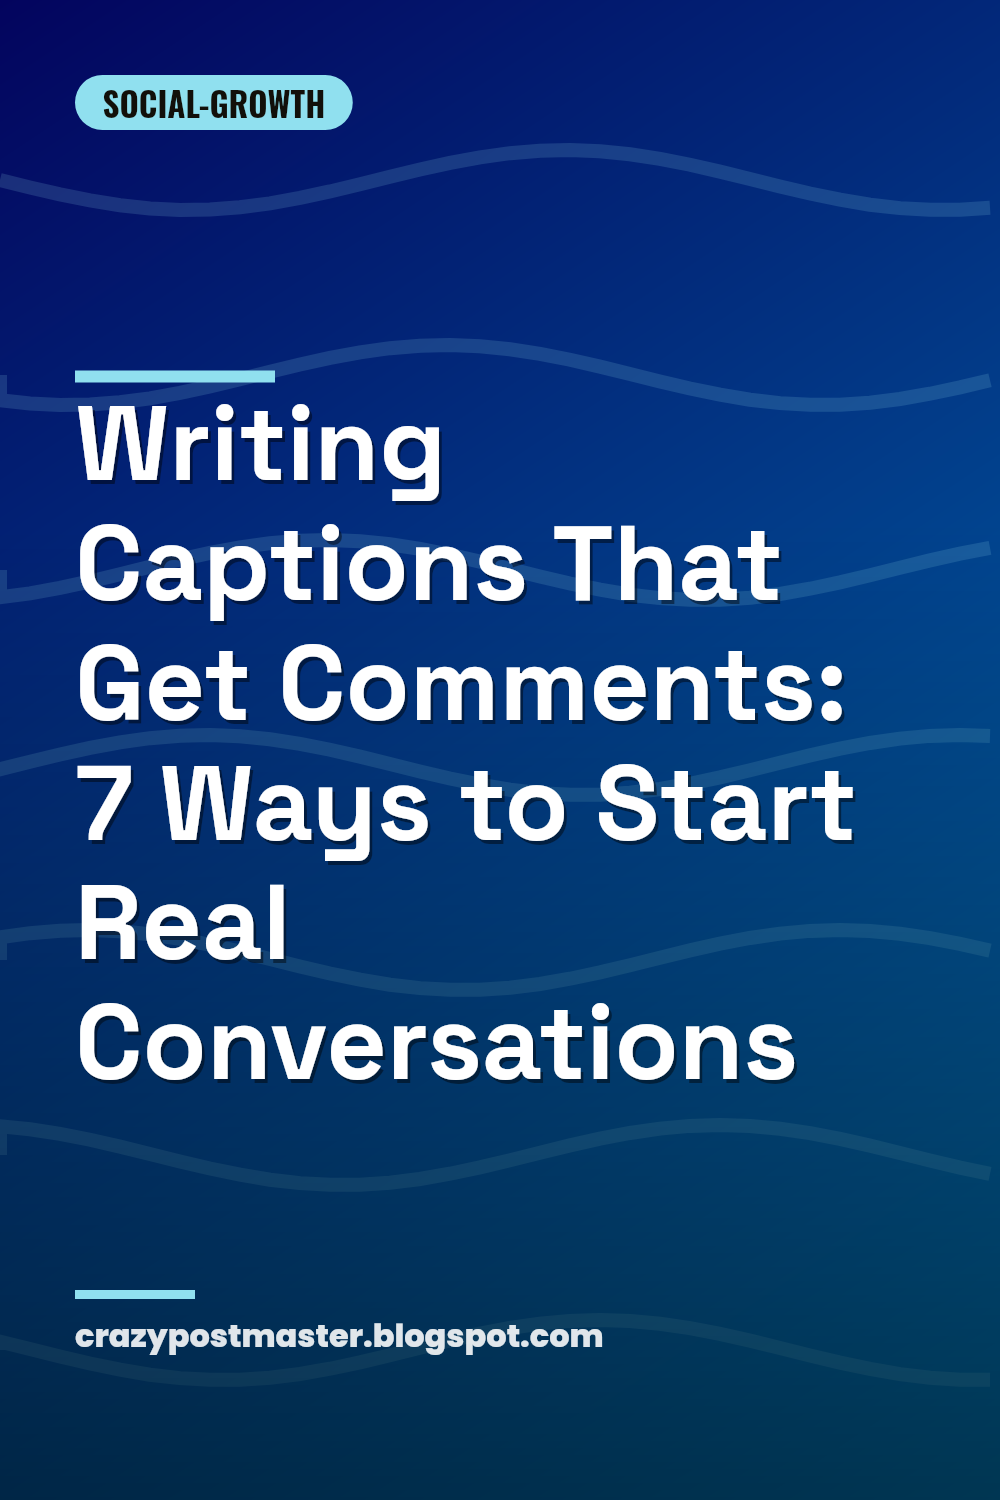 SOCIAL-GROWTH
Writing
Captions That
Get Comments:
7 Ways to Start
Real
Conversations
crazypostmaster.blogspot.com